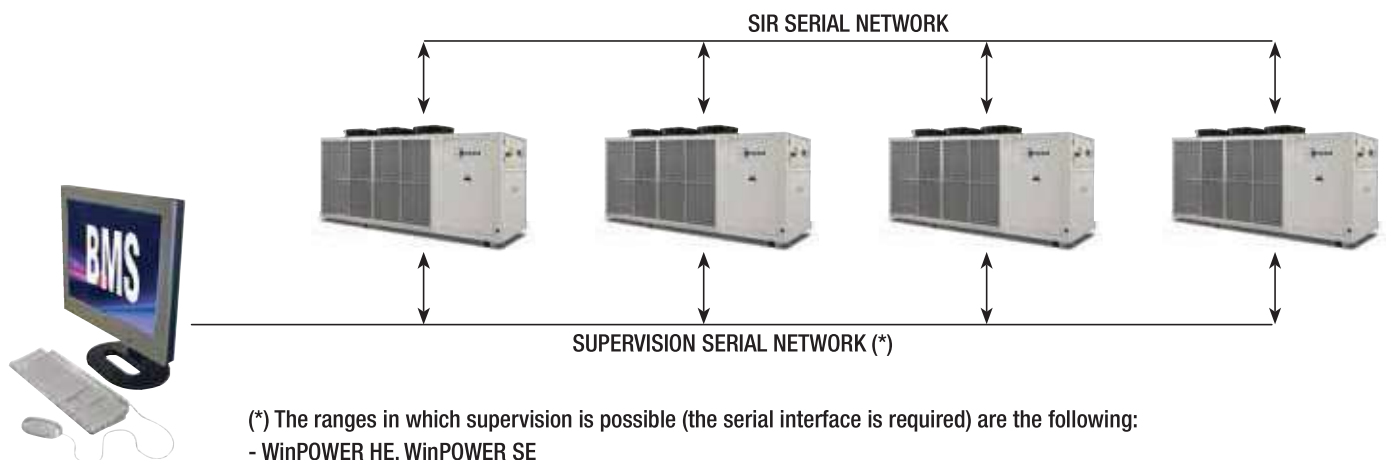 SIR SERIAL NETWORK
BMS
SUPERVISION SERIAL NETWORK (*)
(*) The ranges in which supervision is possible (the serial interface is required) are the following:
- WinPOWER HE, WinPOWER SE